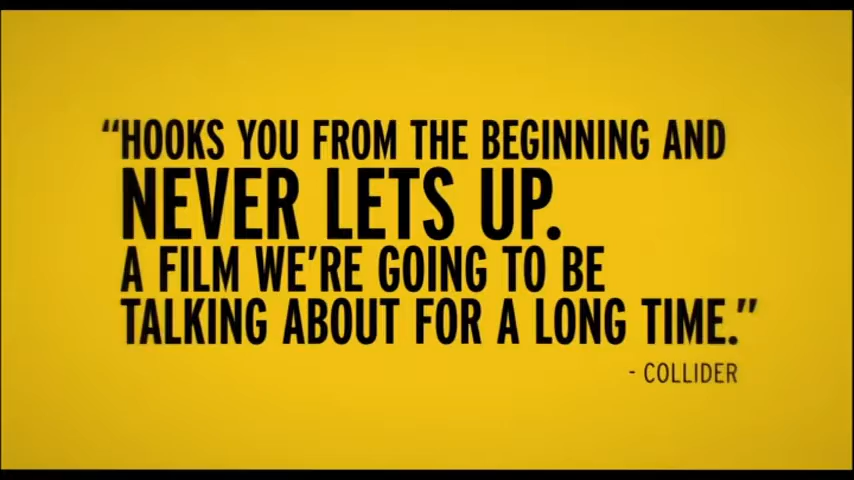 “HOOKS YOU FROM THE BEGINNING AND
NEVER LETS UP.
A FILM WE’RE GOING TO BE
TALKING ABOUT FOR A LONG TIME.”
- COLLIDER